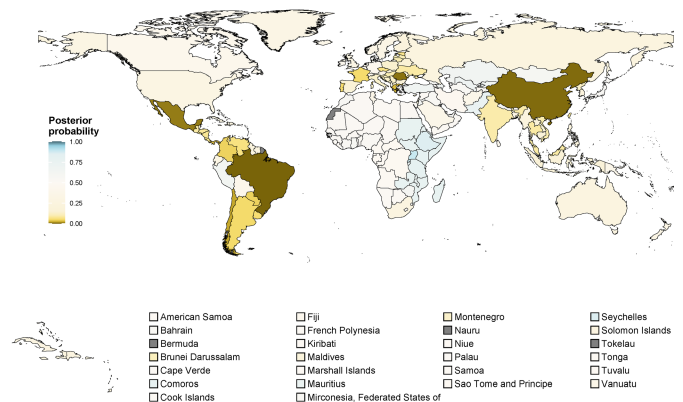 Posterior
probability
1.00
0.75
0.50
0.25
0.00
American Samoa
Bahrain
Bermuda
Brunei Darussalam
Cape Verde
Comoros
Cook Islands
Fiji
French Polynesia
Kiribati
Maldives
Marshall Islands
Mauritius
Mirconesia, Federated States of
Montenegro
Nauru
Niue
Palau
Samoa
Sao Tome and Principe
Seychelles
Solomon Islands
Tokelau
Tonga
Tuvalu
Vanuatu